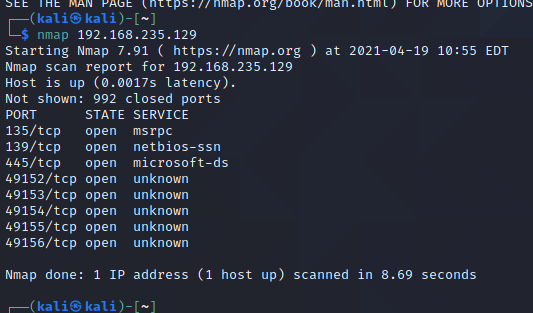 SEE THE MAN PAGE (https://nmap.org/book/man.html) FOR MORE OPTIONS
┌──(kali㉿kali)-[~]
└─$ nmap 192.168.235.129
Starting Nmap 7.91 ( https://nmap.org ) at 2021-04-19 10:55 EDT
Nmap scan report for 192.168.235.129
Host is up (0.0017s latency).
Not shown: 992 closed ports
PORT      STATE SERVICE
135/tcp   open  msrpc
139/tcp   open  netbios-ssn
445/tcp   open  microsoft-ds
49152/tcp open  unknown
49153/tcp open  unknown
49154/tcp open  unknown
49155/tcp open  unknown
49156/tcp open  unknown
Nmap done: 1 IP address (1 host up) scanned in 8.69 seconds
┌──(kali㉿kali)-[~]